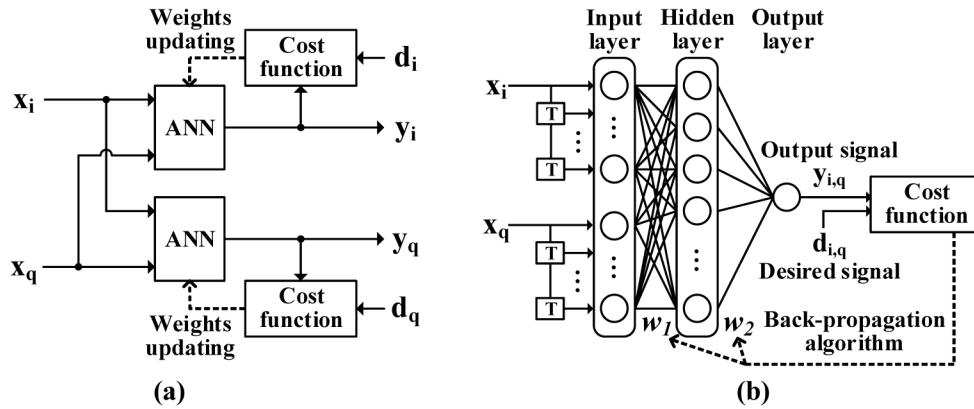 Weights
updating
Cost
function
d_i
x_i
ANN
y_i
ANN
x_q
y_q
Cost
function
d_q
Weights
updating
(a)
Input
layer
Hidden
layer
Output
layer
x_i
T
...
...
T
Output signal
y_i,q
Cost
function
x_q
T
d_i,q
Desired signal
...
...
...
T
w_1
w_2
Back-propagation
algorithm
(b)